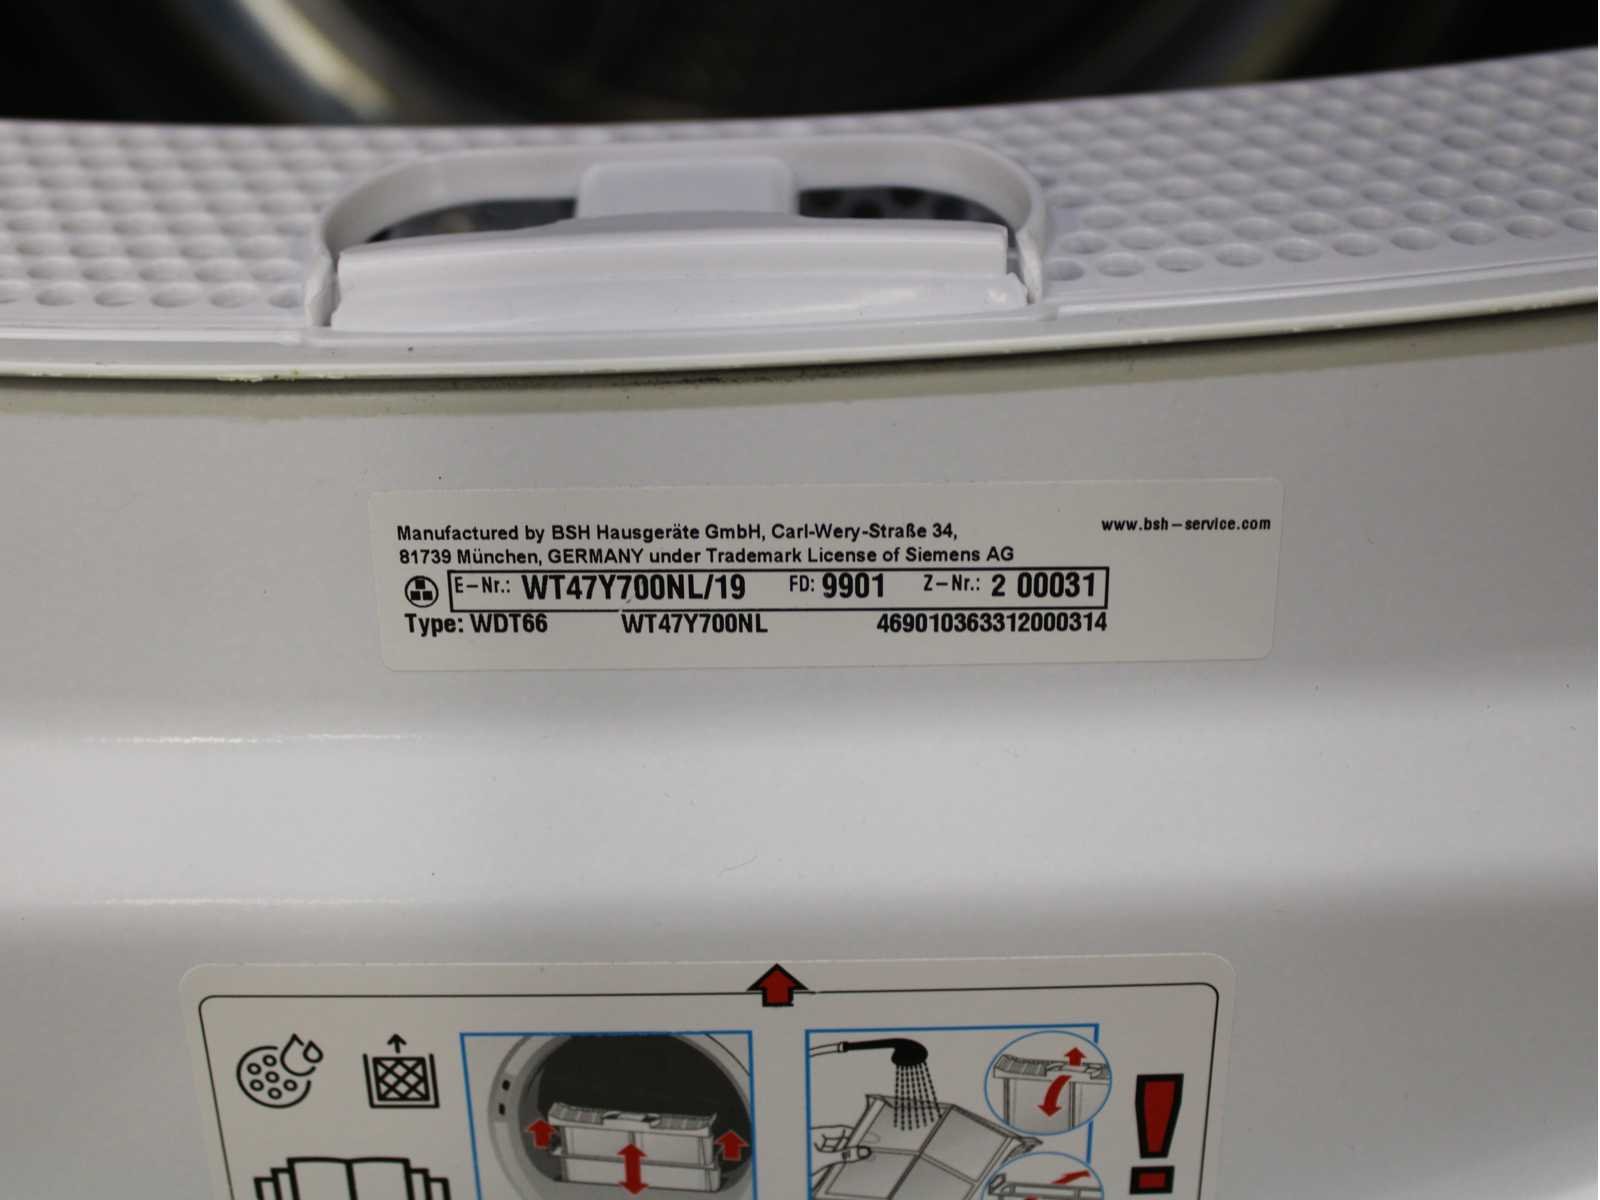 Manufactured by BSH Hausgeräte GmbH, Carl-Wery-Straße 34,
www.bsh-service.com
81739 München, GERMANY under Trademark License of Siemens AG
E-Nr.: WT47Y700NL/19 FD: 9901 Z-Nr.: 2 00031
Type: WDT66 WT47Y700NL 469010363312000314